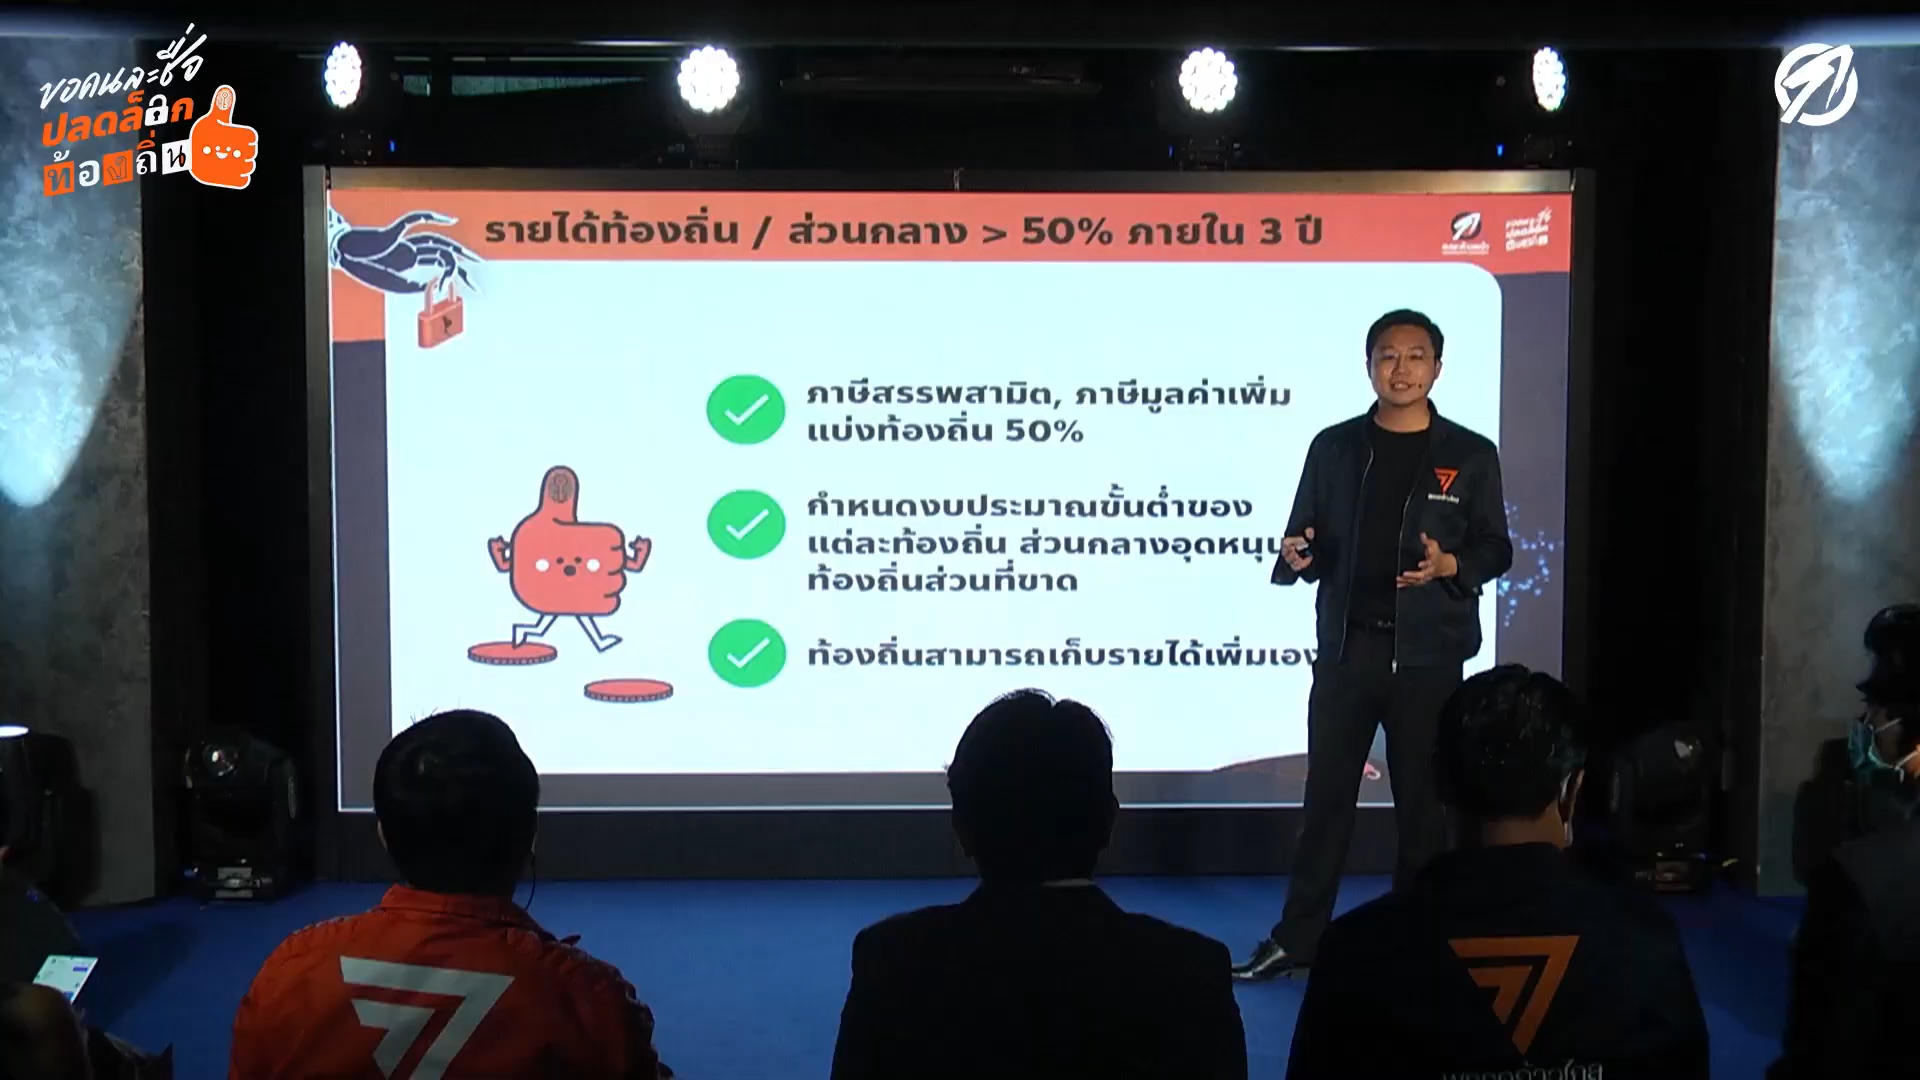 ขอคนละชื่อ
ปลดล็อก
ท้องถิ่น
รายได้ท้องถิ่น / ส่วนกลาง > 50% ภายใน 3 ปี
ภาษีสรรพสามิต, ภาษีมูลค่าเพิ่ม
แบ่งท้องถิ่น 50%
กำหนดงบประมาณขั้นต่ำของ
แต่ละท้องถิ่น ส่วนกลางอุดหนุน
ท้องถิ่นส่วนที่ขาด
ท้องถิ่นสามารถเก็บรายได้เพิ่มเอง